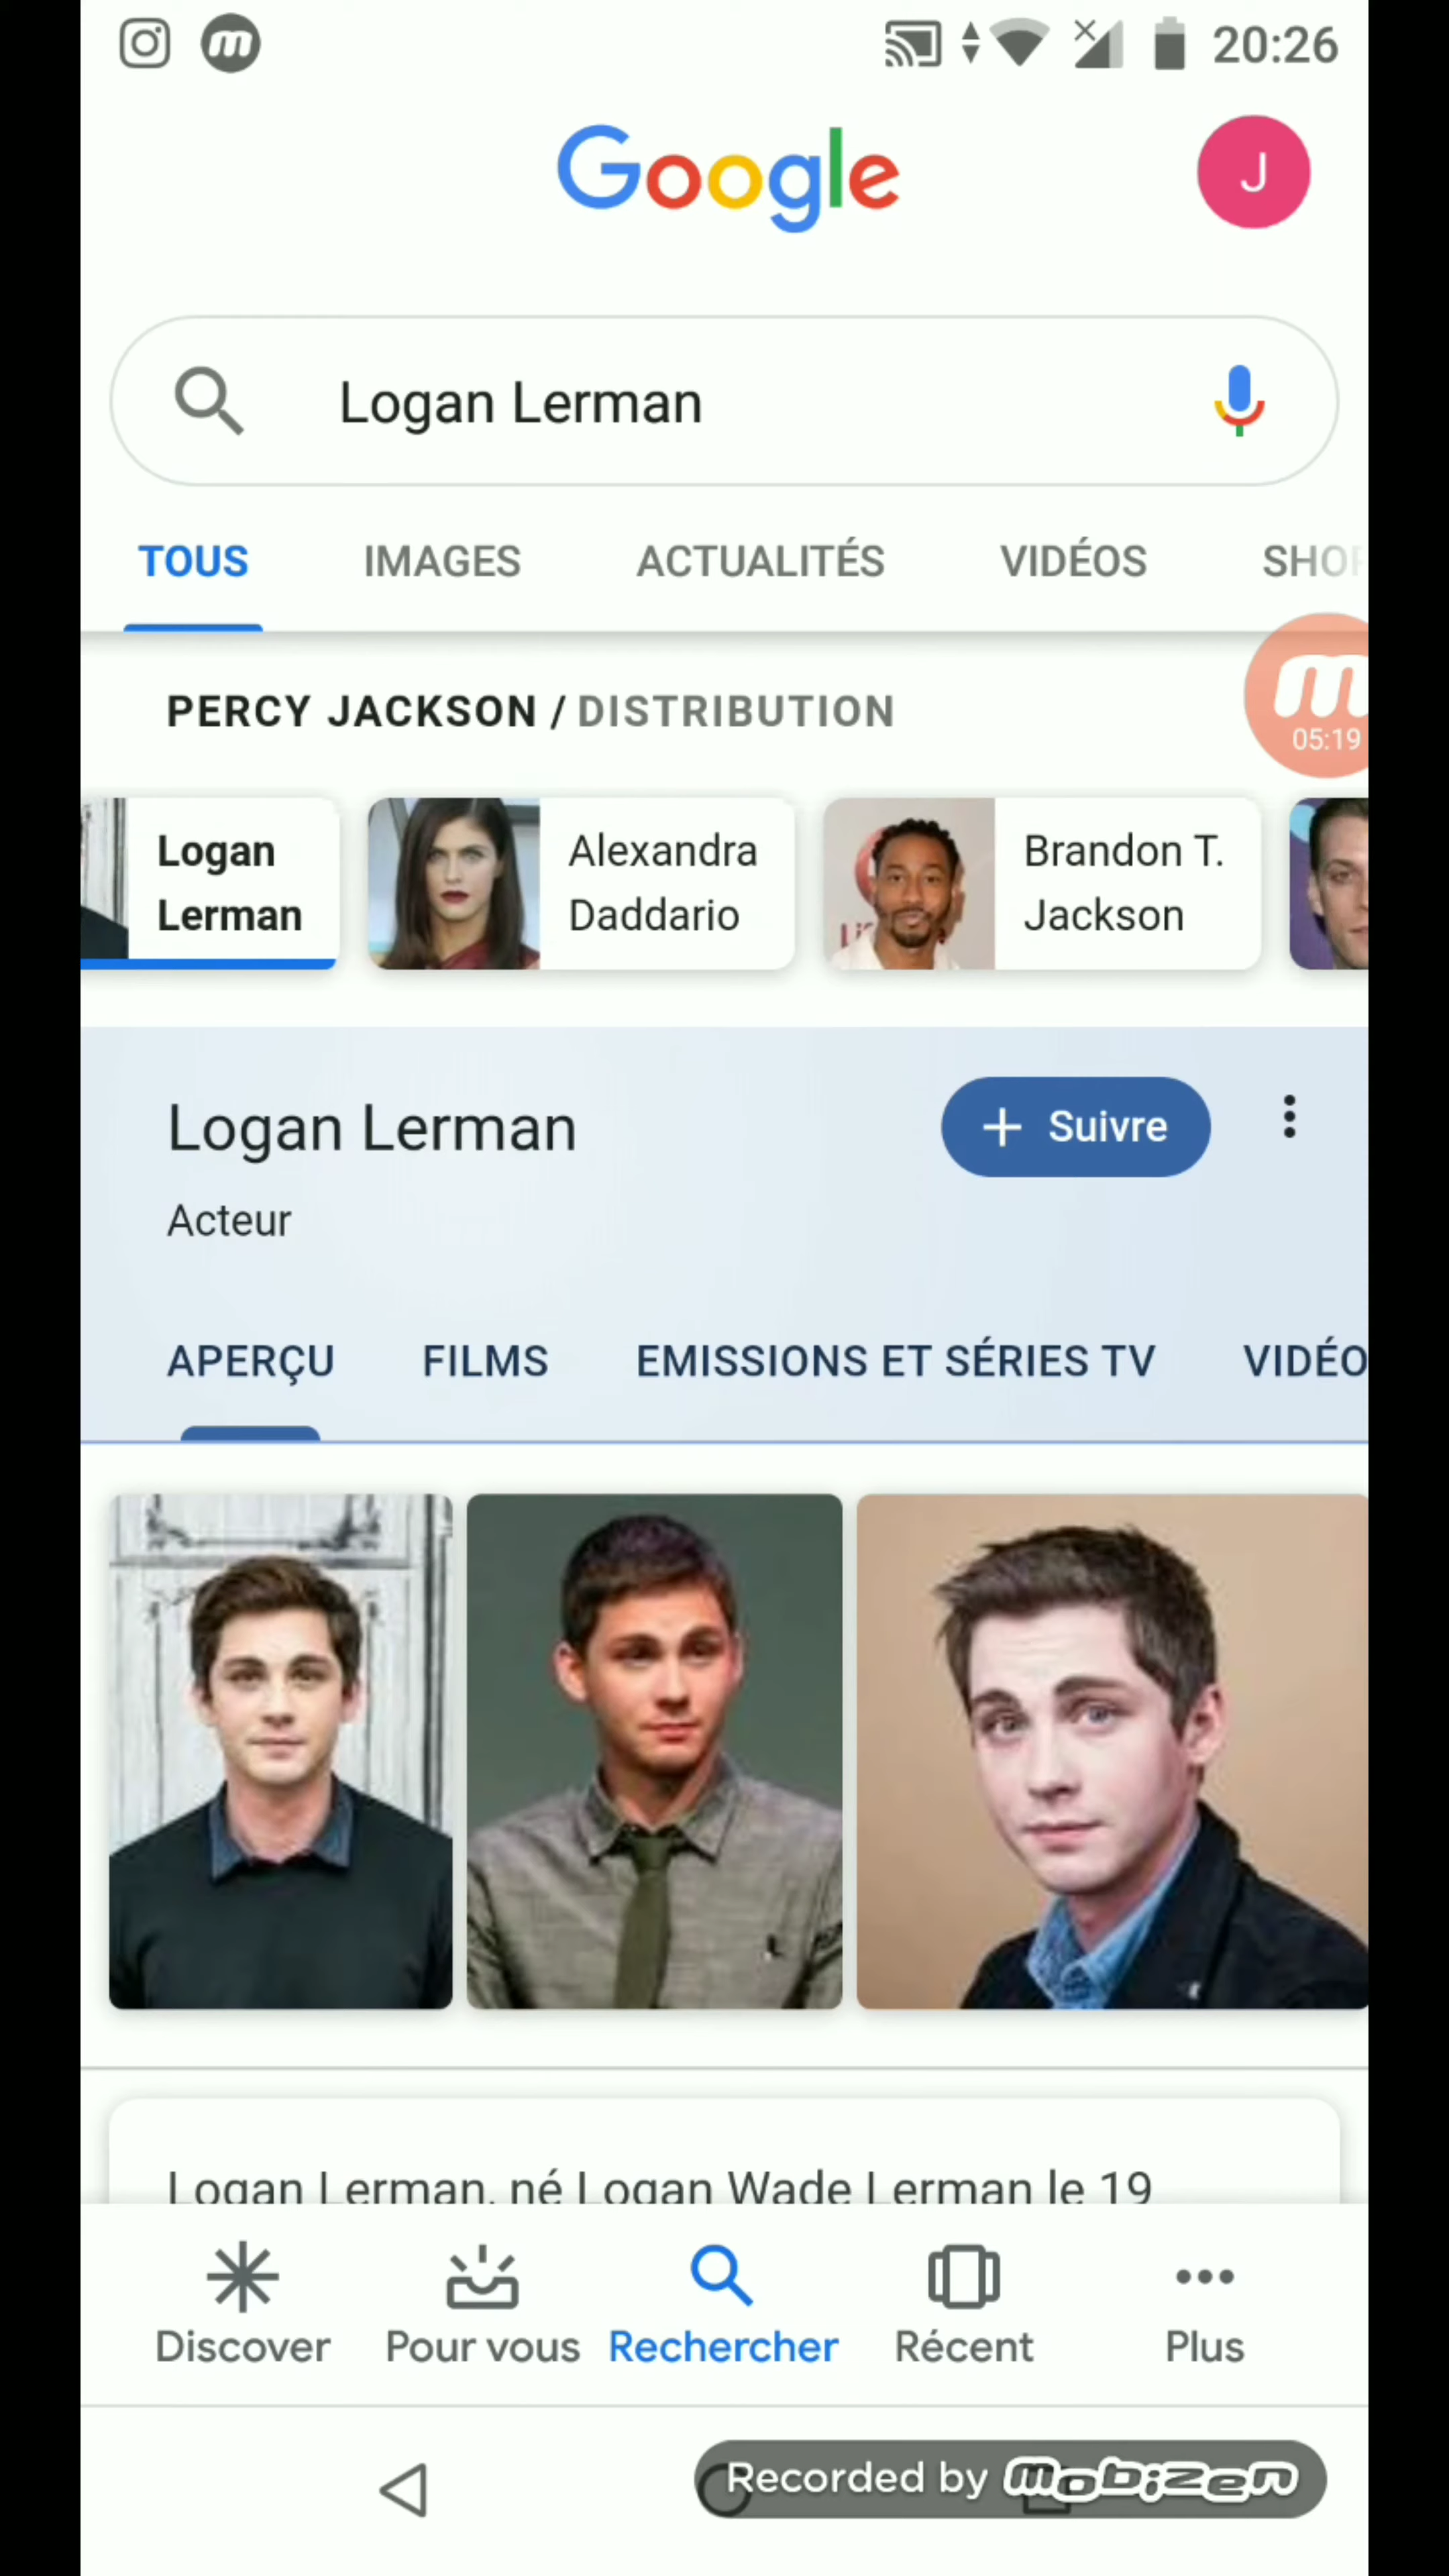 20:26
Google
J
Logan Lerman
TOUS IMAGES ACTUALITÉS VIDÉOS SHOP
05:19
PERCY JACKSON / DISTRIBUTION
Logan
Lerman
Alexandra
Daddario
Brandon T.
Jackson
Logan Lerman
+ Suivre
Acteur
APERÇU FILMS EMISSIONS ET SÉRIES TV VIDÉO
Logan Lerman, né Logan Wade Lerman le 19
Discover Pour vous Rechercher Récent Plus
Recorded by mobizen